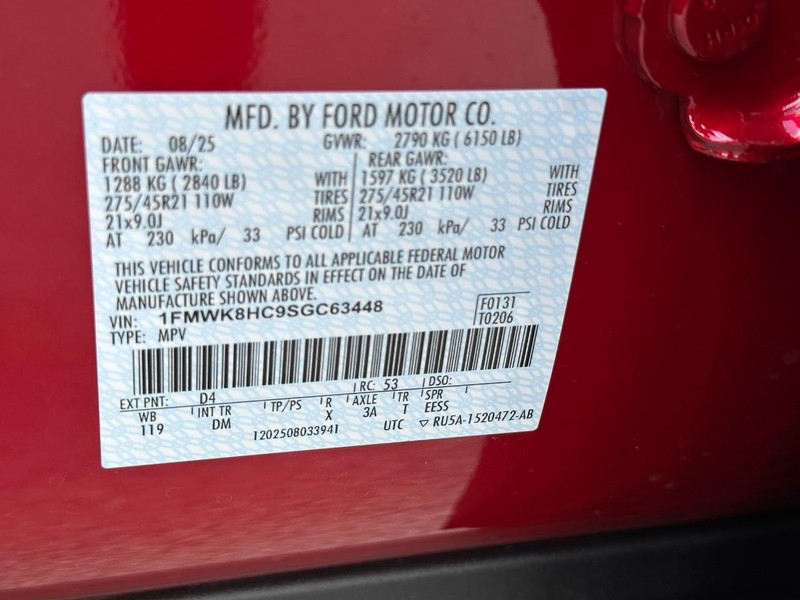 MFD. BY FORD MOTOR CO.
DATE: 08/25 GVWR: 2790 KG ( 6150 LB)
FRONT GAWR: REAR GAWR:
1288 KG ( 2840 LB) WITH 1597 KG ( 3520 LB) WITH
275/45R21 110W TIRES 275/45R21 110W TIRES
21x9.0J RIMS 21x9.0J RIMS
AT 230 kPa/ 33 PSI COLD AT 230 kPa/ 33 PSI COLD
THIS VEHICLE CONFORMS TO ALL APPLICABLE FEDERAL MOTOR
VEHICLE SAFETY STANDARDS IN EFFECT ON THE DATE OF
MANUFACTURE SHOWN ABOVE.
VIN: 1FMWK8HC9SGC63448 F0131
TYPE: MPV T0206
EXT PNT: D4 RC: 53 DSO:
WB INT TR TP/PS R AXLE TR SPR
119 DM X 3A T EESS
1202508033941 UTC ▽ RU5A-1520472-AB